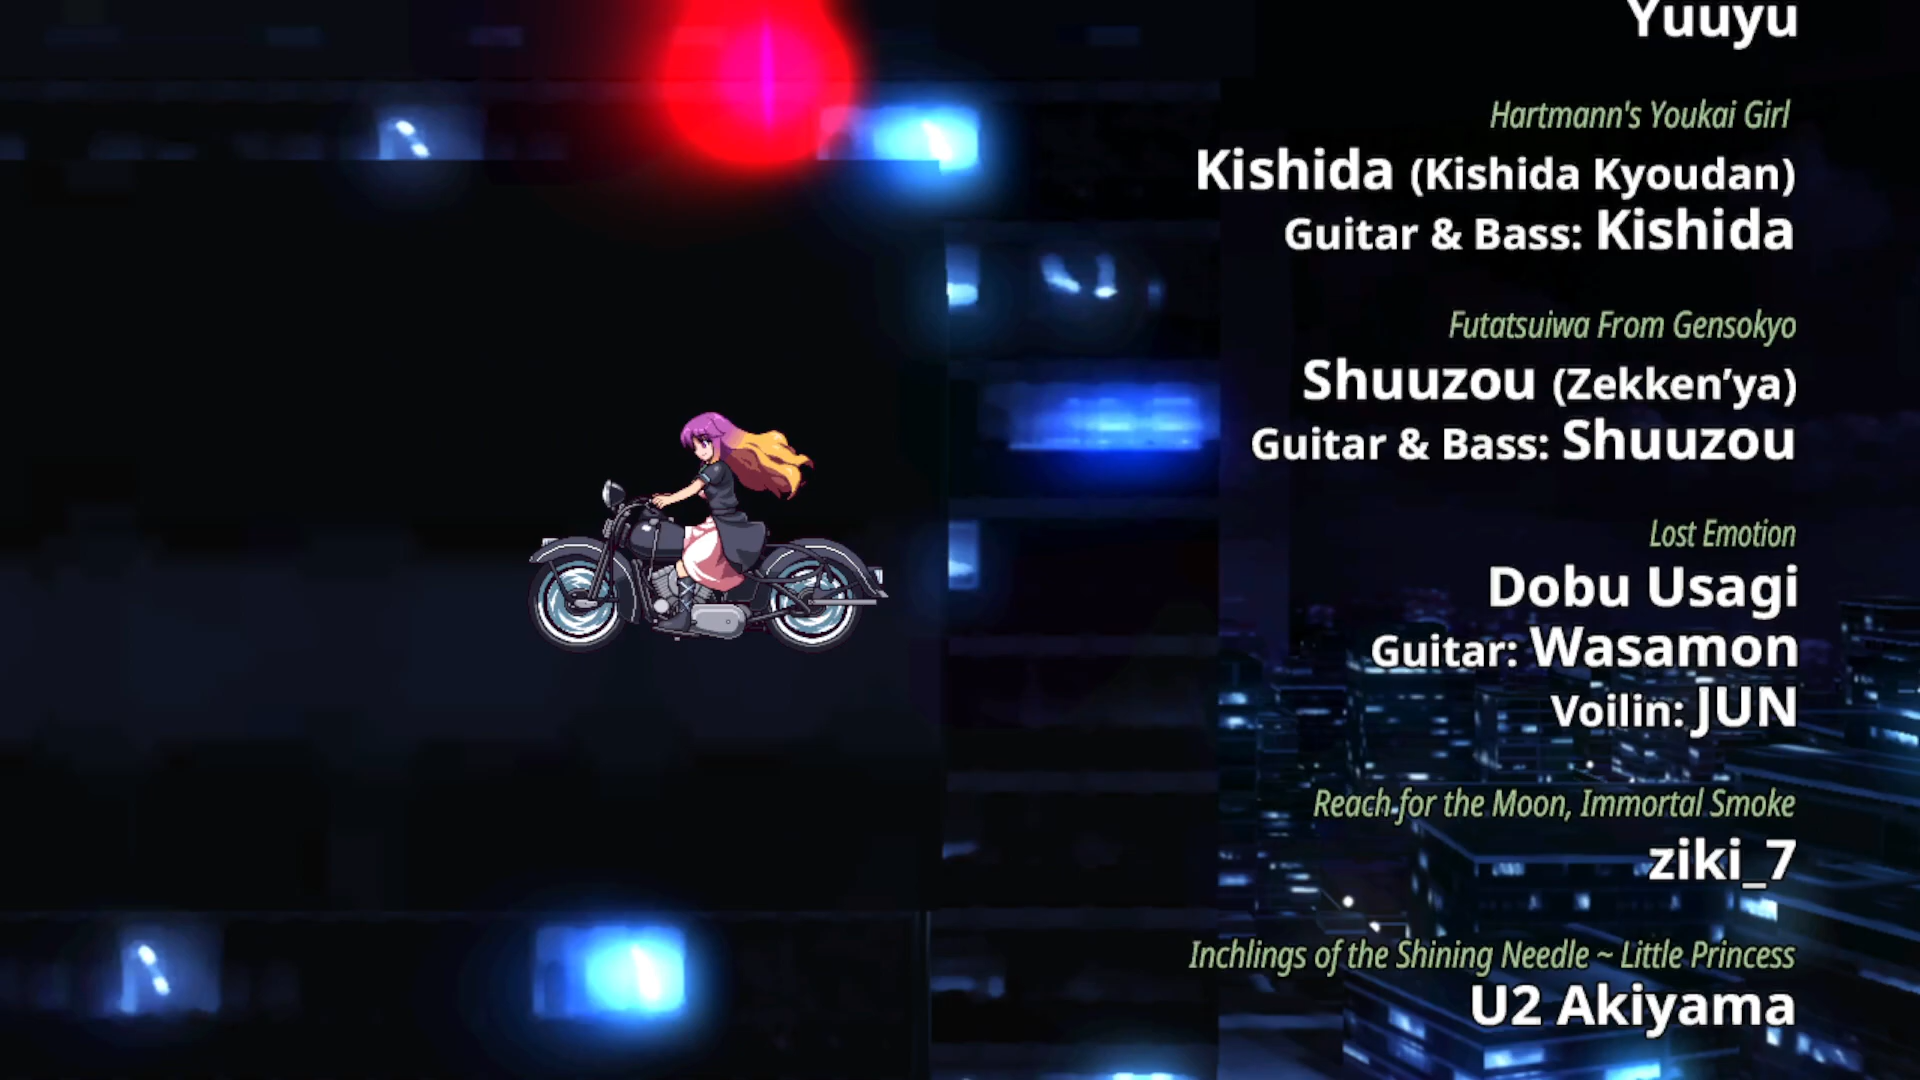 Yuuyu
Hartmann's Youkai Girl
Kishida (Kishida Kyoudan)
Guitar & Bass: Kishida
Futatsuiwa From Gensokyo
Shuuzou (Zekken’ya)
Guitar & Bass: Shuuzou
Lost Emotion
Dobu Usagi
Guitar: Wasamon
Voilin: JUN
Reach for the Moon, Immortal Smoke
ziki_7
Inchlings of the Shining Needle ~ Little Princess
U2 Akiyama